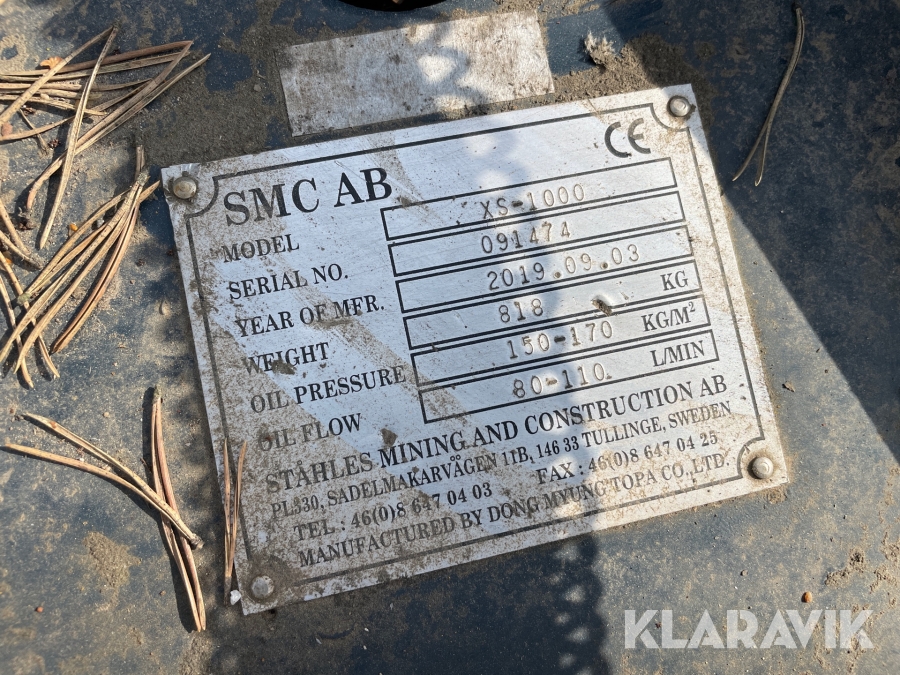 CE
SMC AB
MODEL XS-1000
SERIAL NO. 091474
YEAR OF MFR. 2019.09.03
WEIGHT 818 KG
OIL PRESSURE 150-170 KG/M²
OIL FLOW 80-110 L/MIN
STAHLES MINING AND CONSTRUCTION AB
PL330, SADELMAKARVÄGEN 11B, 146 33 TULLINGE, SWEDEN
TEL : 46(0)8 647 04 03 FAX : 46(0)8 647 04 25
MANUFACTURED BY DONG MYUNG TOPA CO.,LTD.
KLARAVIK